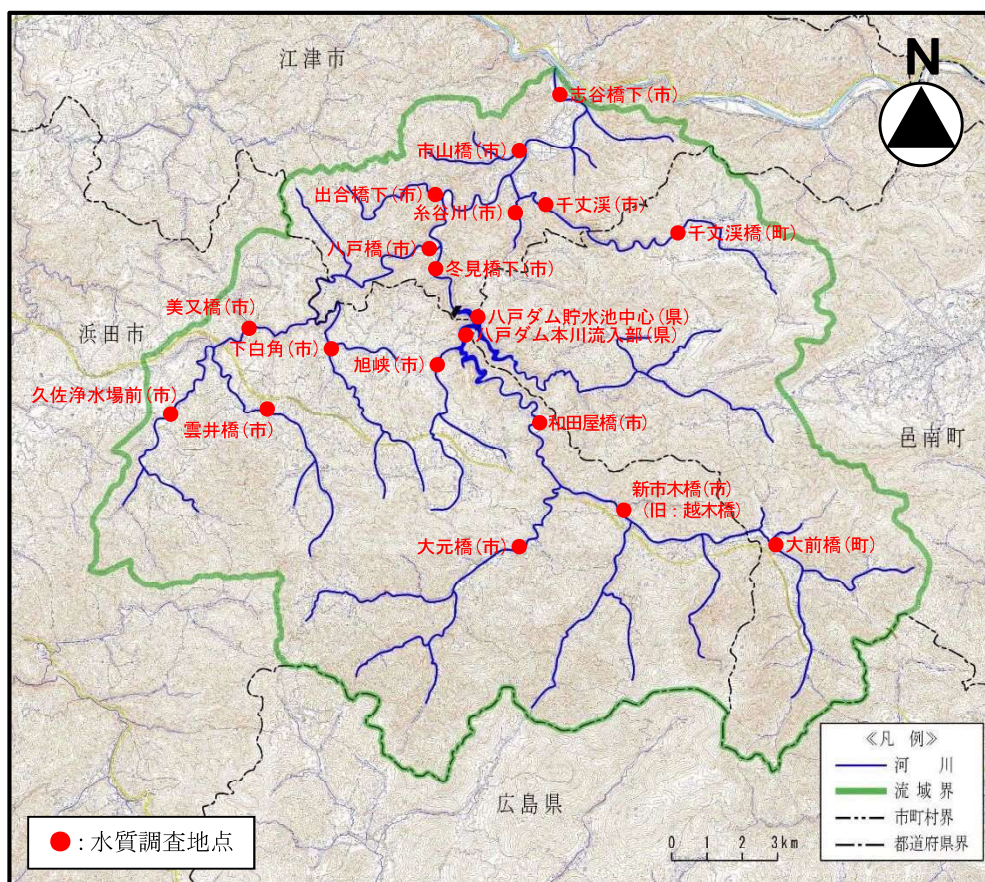 江津市
N
志谷橋下(市)
市山橋(市)
出合橋下(市)
糸谷川(市)
千丈渓(市)
千丈渓橋(町)
八戸橋(市)
冬見橋下(市)
美又橋(市)
八戸ダム貯水池中心(県)
浜田市
八戸ダム本川流入部(県)
下白角(市)
旭峡(市)
久佐浄水場前(市)
雲井橋(市)
和田屋橋(市)
邑南町
新市木橋(市)
(旧:越木橋)
大元橋(市)
大前橋(町)
広島県
≪凡 例≫
河 川
流 域 界
市町村界
都道府県界
:水質調査地点
0 1 2 3km